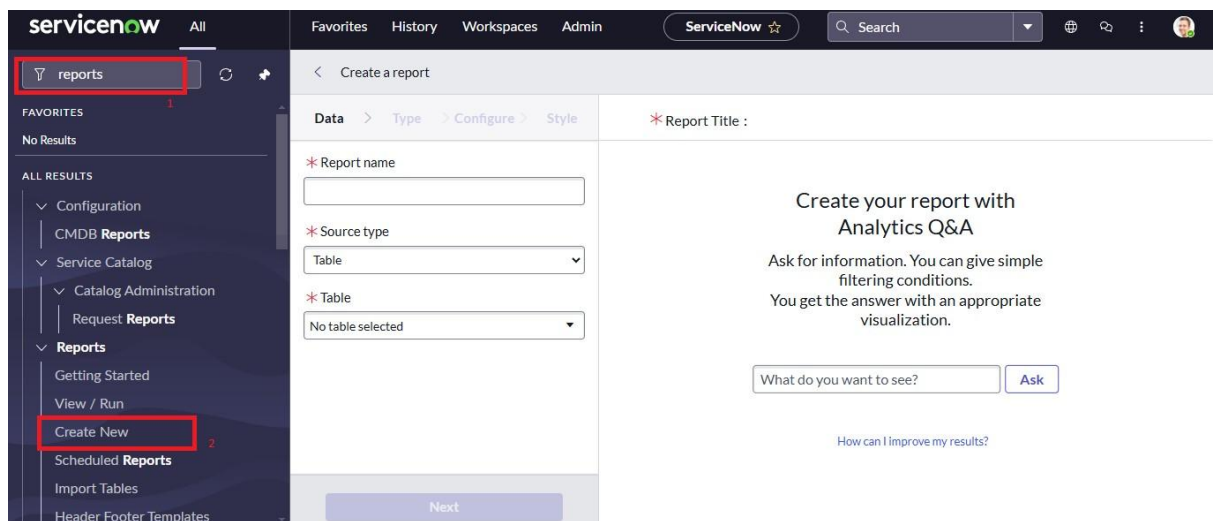 servicenow All Favorites History Workspaces Admin ServiceNow Search
reports
1
FAVORITES
No Results
ALL RESULTS
Configuration
CMDB Reports
Service Catalog
Catalog Administration
Request Reports
Reports
Getting Started
View / Run
Create New
2
Scheduled Reports
Import Tables
Header Footer Templates
< Create a report
Data > Type > Configure > Style
* Report name
* Source type
Table
* Table
No table selected
Next
* Report Title :
Create your report with
Analytics Q&A
Ask for information. You can give simple
filtering conditions.
You get the answer with an appropriate
visualization.
What do you want to see? Ask
How can I improve my results?